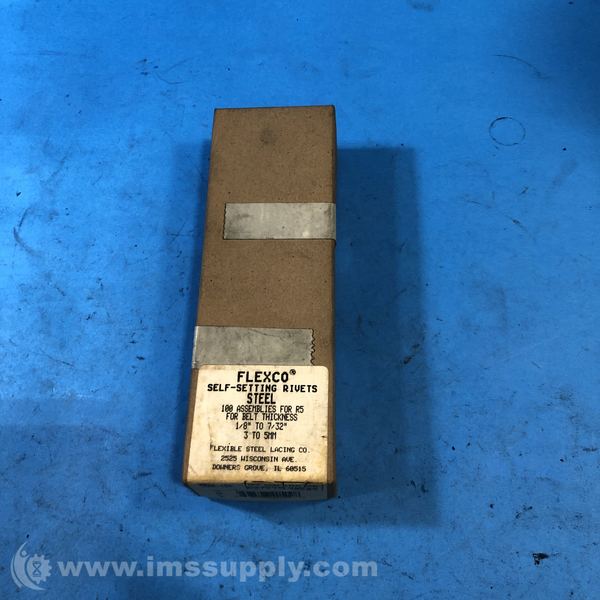 FLEXCO®
SELF-SETTING RIVETS
STEEL
100 ASSEMBLIES FOR R5
FOR BELT THICKNESS
1/8" TO 7/32"
3 TO 5MM
FLEXIBLE STEEL LACING CO.
2525 WISCONSIN AVE.
DOWNERS GROVE, IL 60515
www.imssupply.com